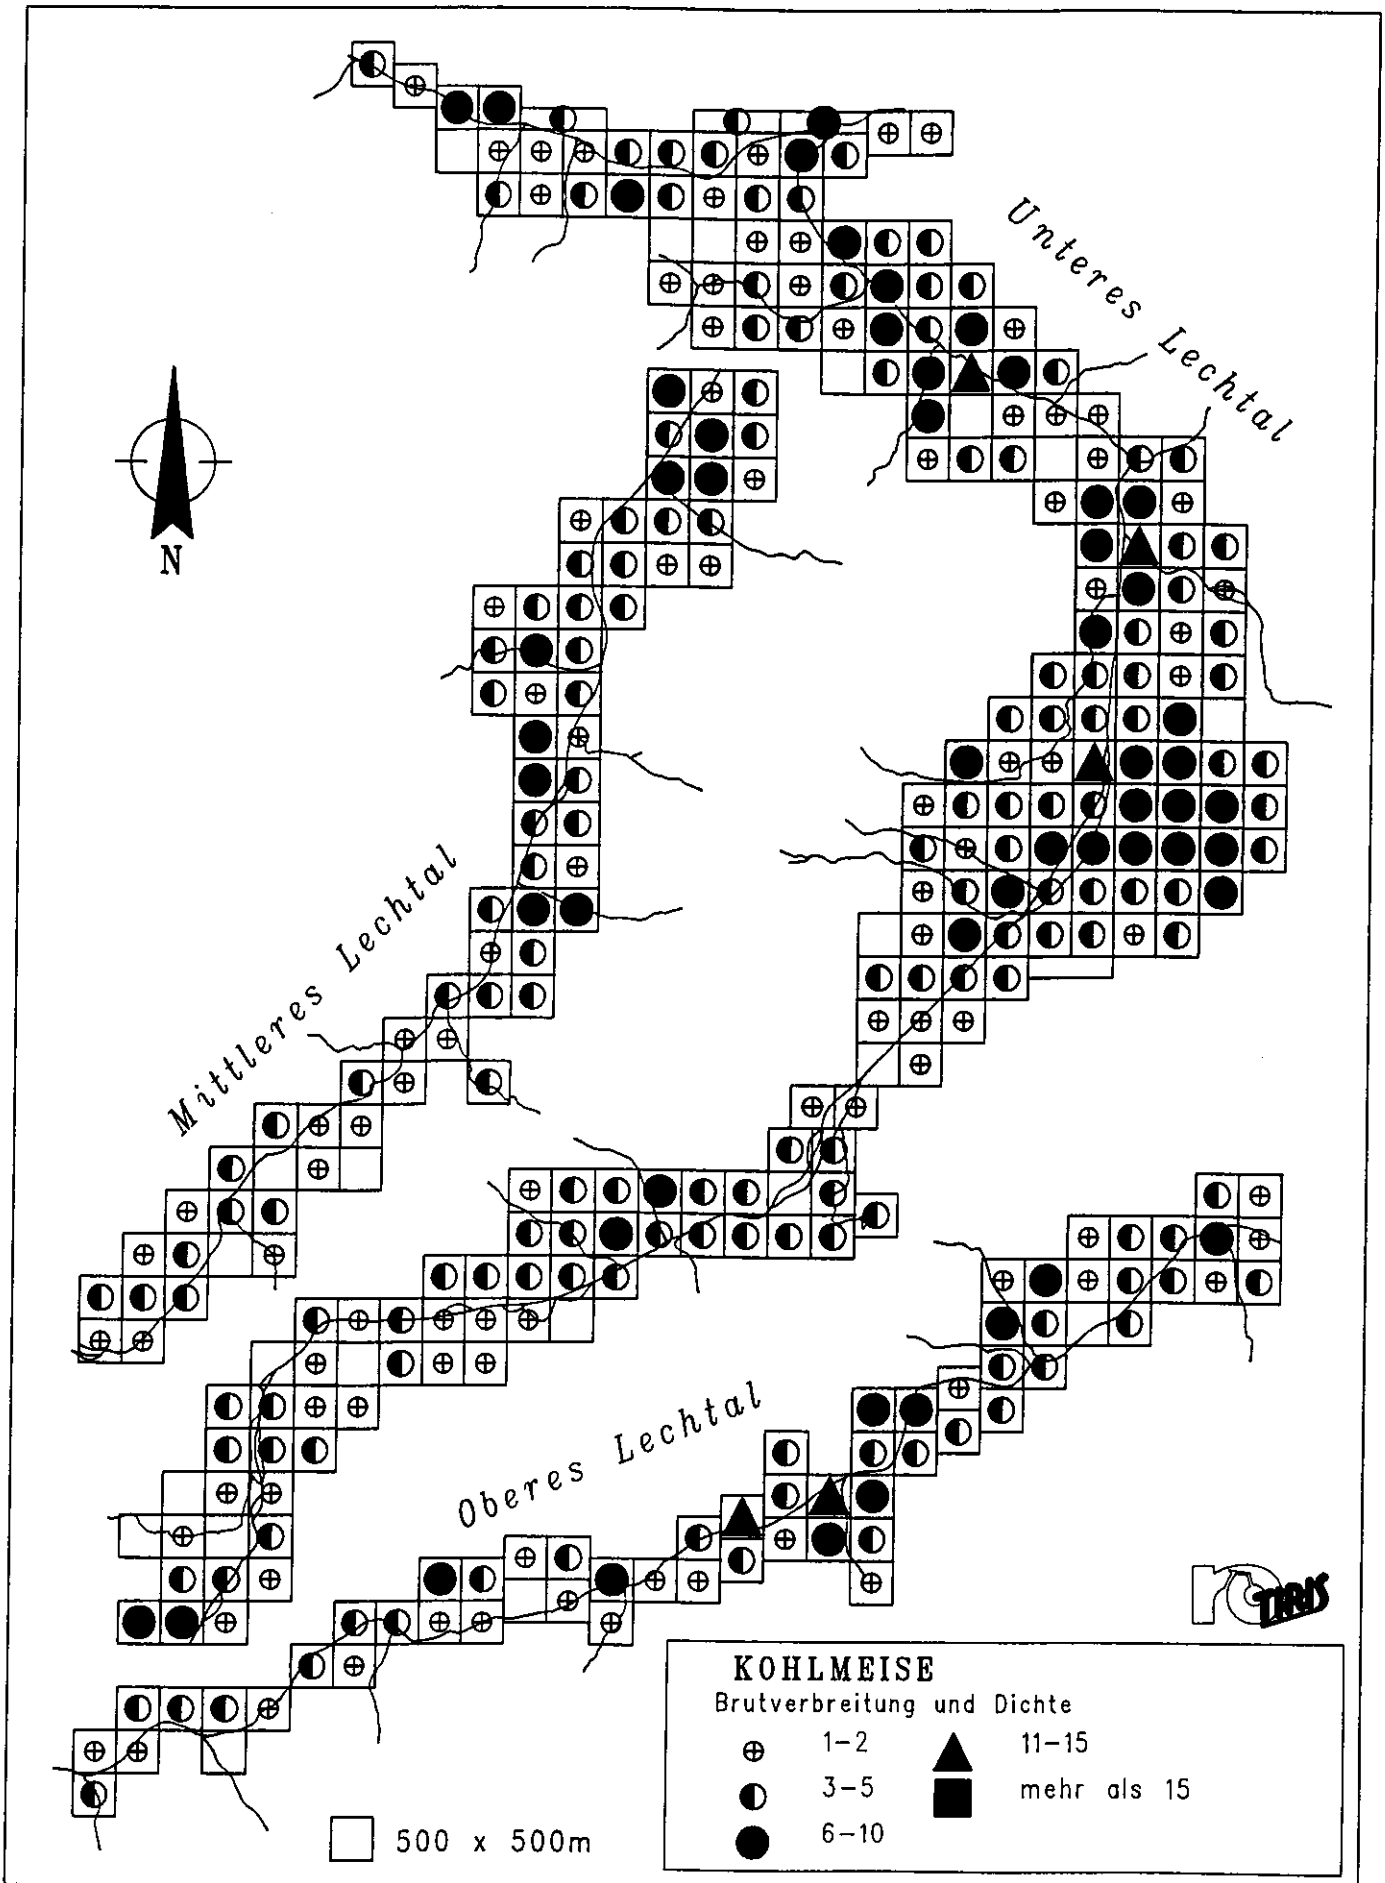 Unteres Lechtal
N
Mittleres Lechtal
Oberes Lechtal
TIRIS
KOHLMEISE
Brutverbreitung und Dichte
1-2
11-15
3-5
mehr als 15
6-10
500 x 500m